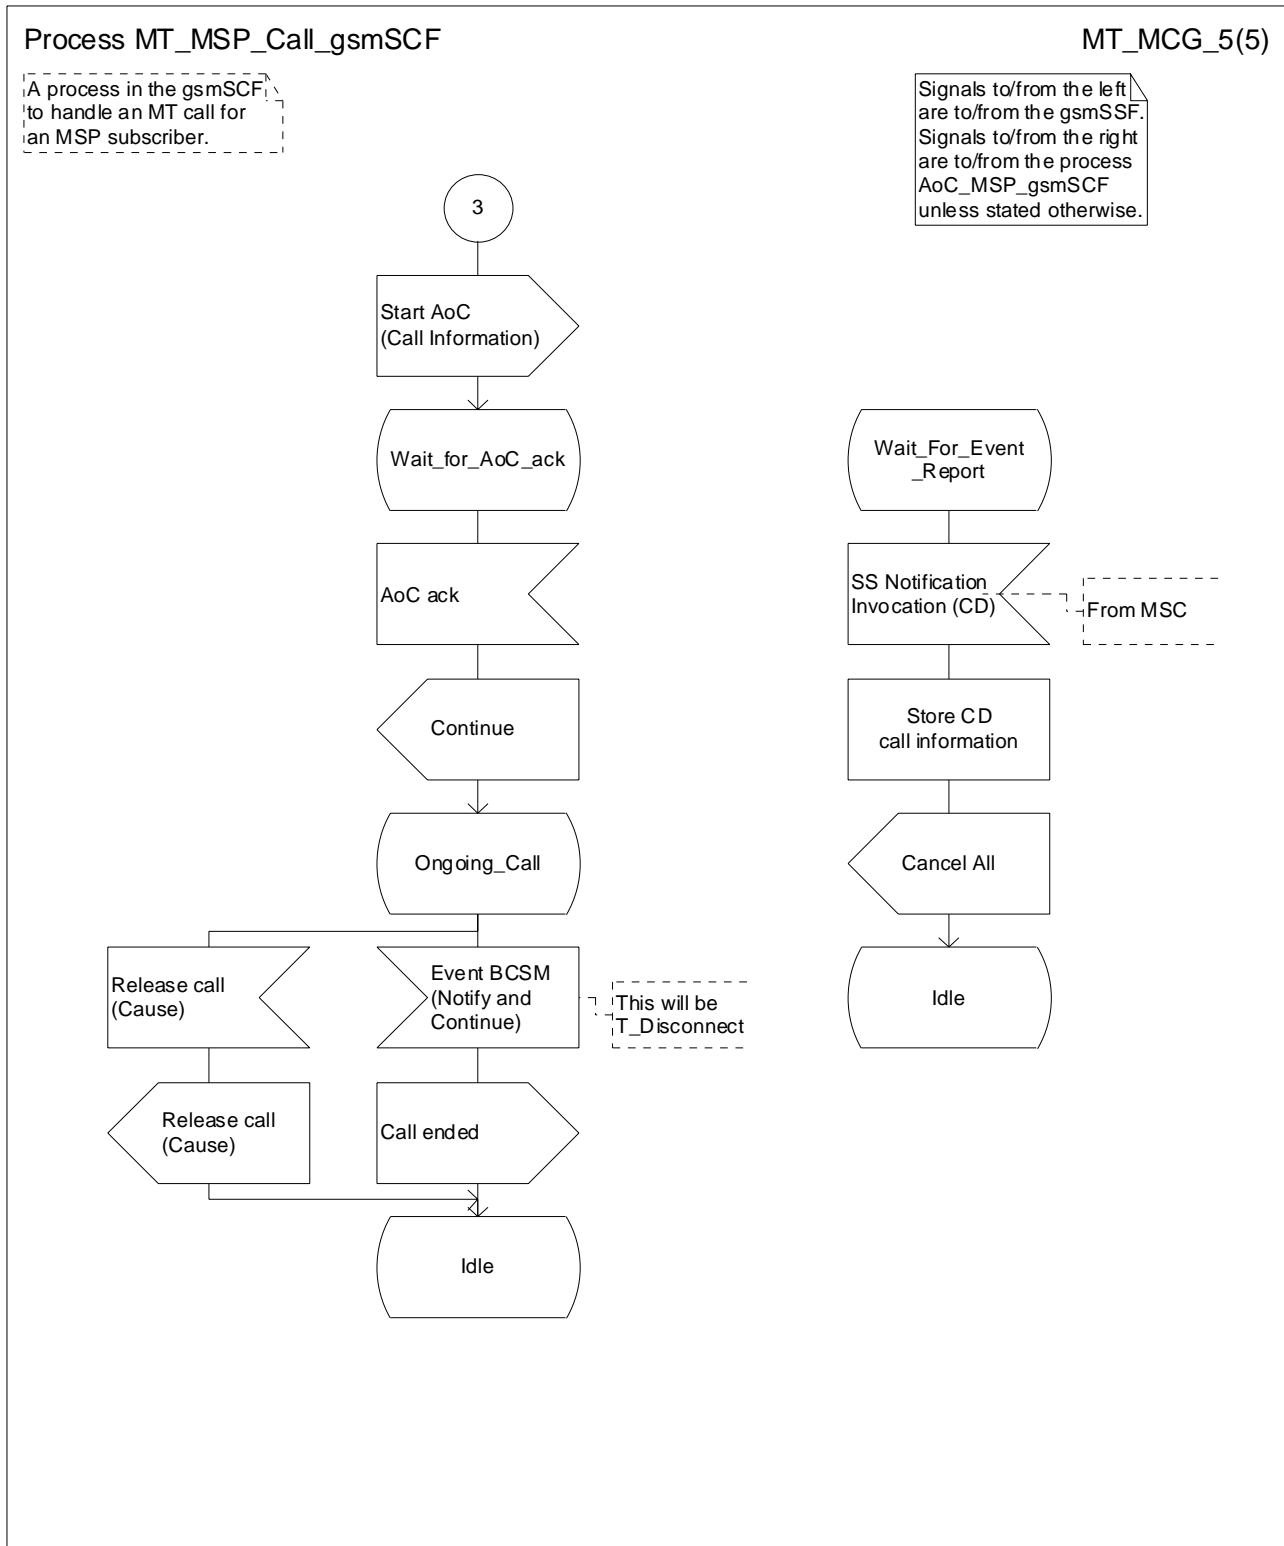 Process MT_MSP_Call_gsmSCF
MT_MCG_5(5)
A process in the gsmSCF
to handle an MT call for
an MSP subscriber.
Signals to/from the left
are to/from the gsmSSF.
Signals to/from the right
are to/from the process
AoC_MSP_gsmSCF
unless stated otherwise.
3
Start AoC
(Call Information)
Wait_for_AoC_ack
AoC ack
Continue
Ongoing_Call
Release call
(Cause)
Event BCSM
(Notify and
Continue)
This will be
T_Disconnect
Release call
(Cause)
Call ended
Idle
Wait_For_Event
_Report
SS Notification
Invocation (CD)
From MSC
Store CD
call information
Cancel All
Idle